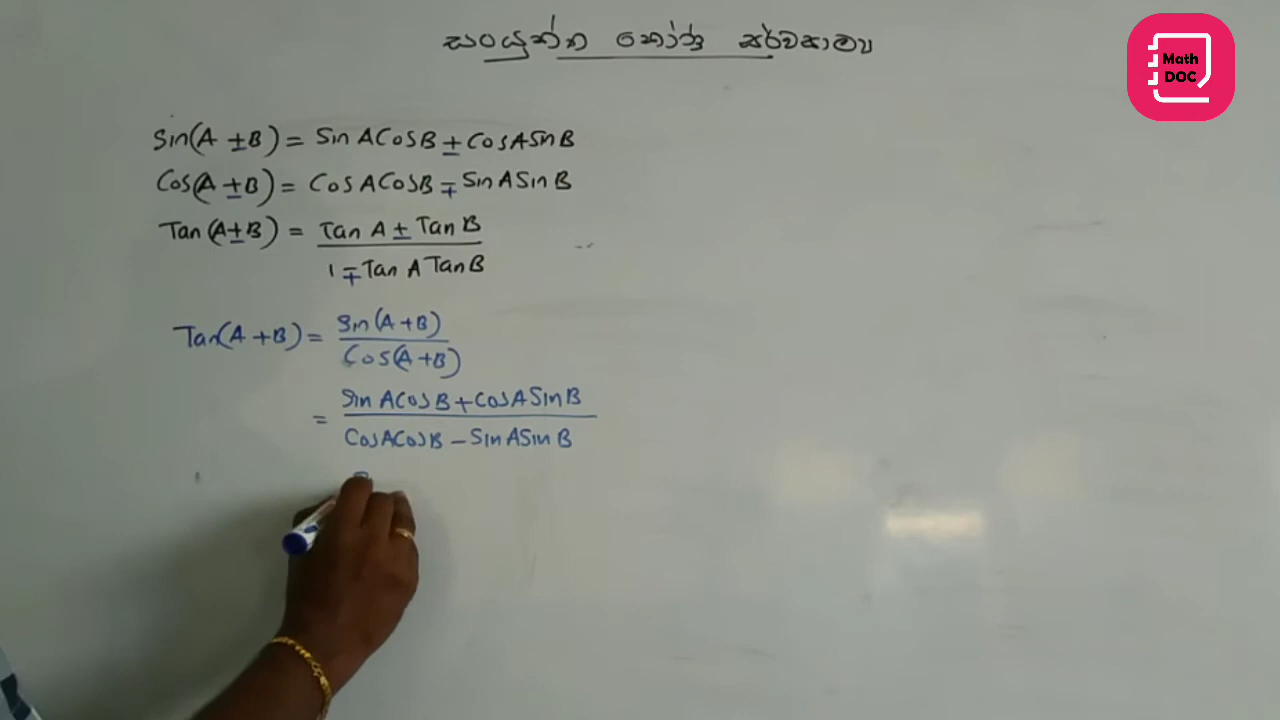 සංයුක්ත කෝණ සර්වසාම්‍ය
Math
DOC
Sin(A ± B) = Sin A Cos B ± Cos A Sin B
Cos(A ± B) = Cos A Cos B ∓ Sin A Sin B
Tan(A ± B) = Tan A ± Tan B
1 ∓ Tan A Tan B
Tan(A + B) = Sin(A + B)
Cos(A + B)
= Sin A Cos B + Cos A Sin B
Cos A Cos B − Sin A Sin B